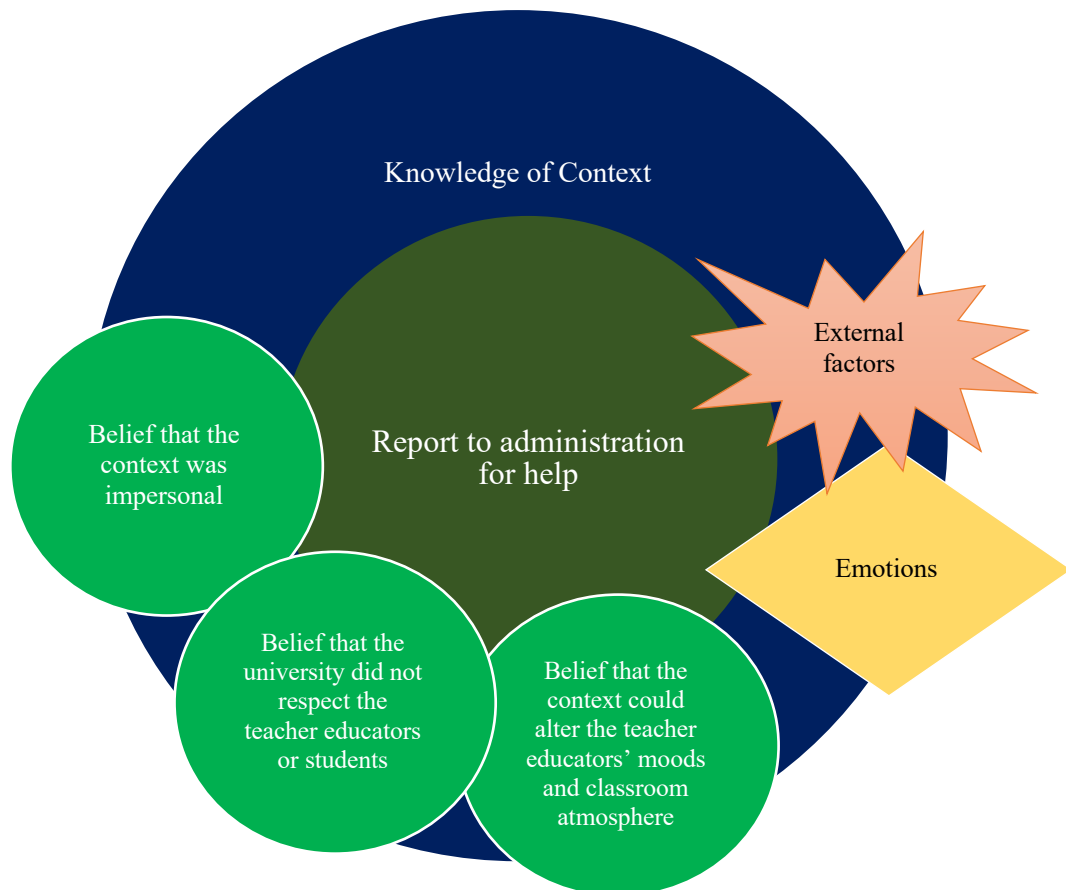 Knowledge of Context
External
factors
Report to administration
for help
Belief that the
context was
impersonal
Emotions
Belief that the
university did not
respect the
teacher educators
or students
Belief that the
context could
alter the teacher
educators’ moods
and classroom
atmosphere